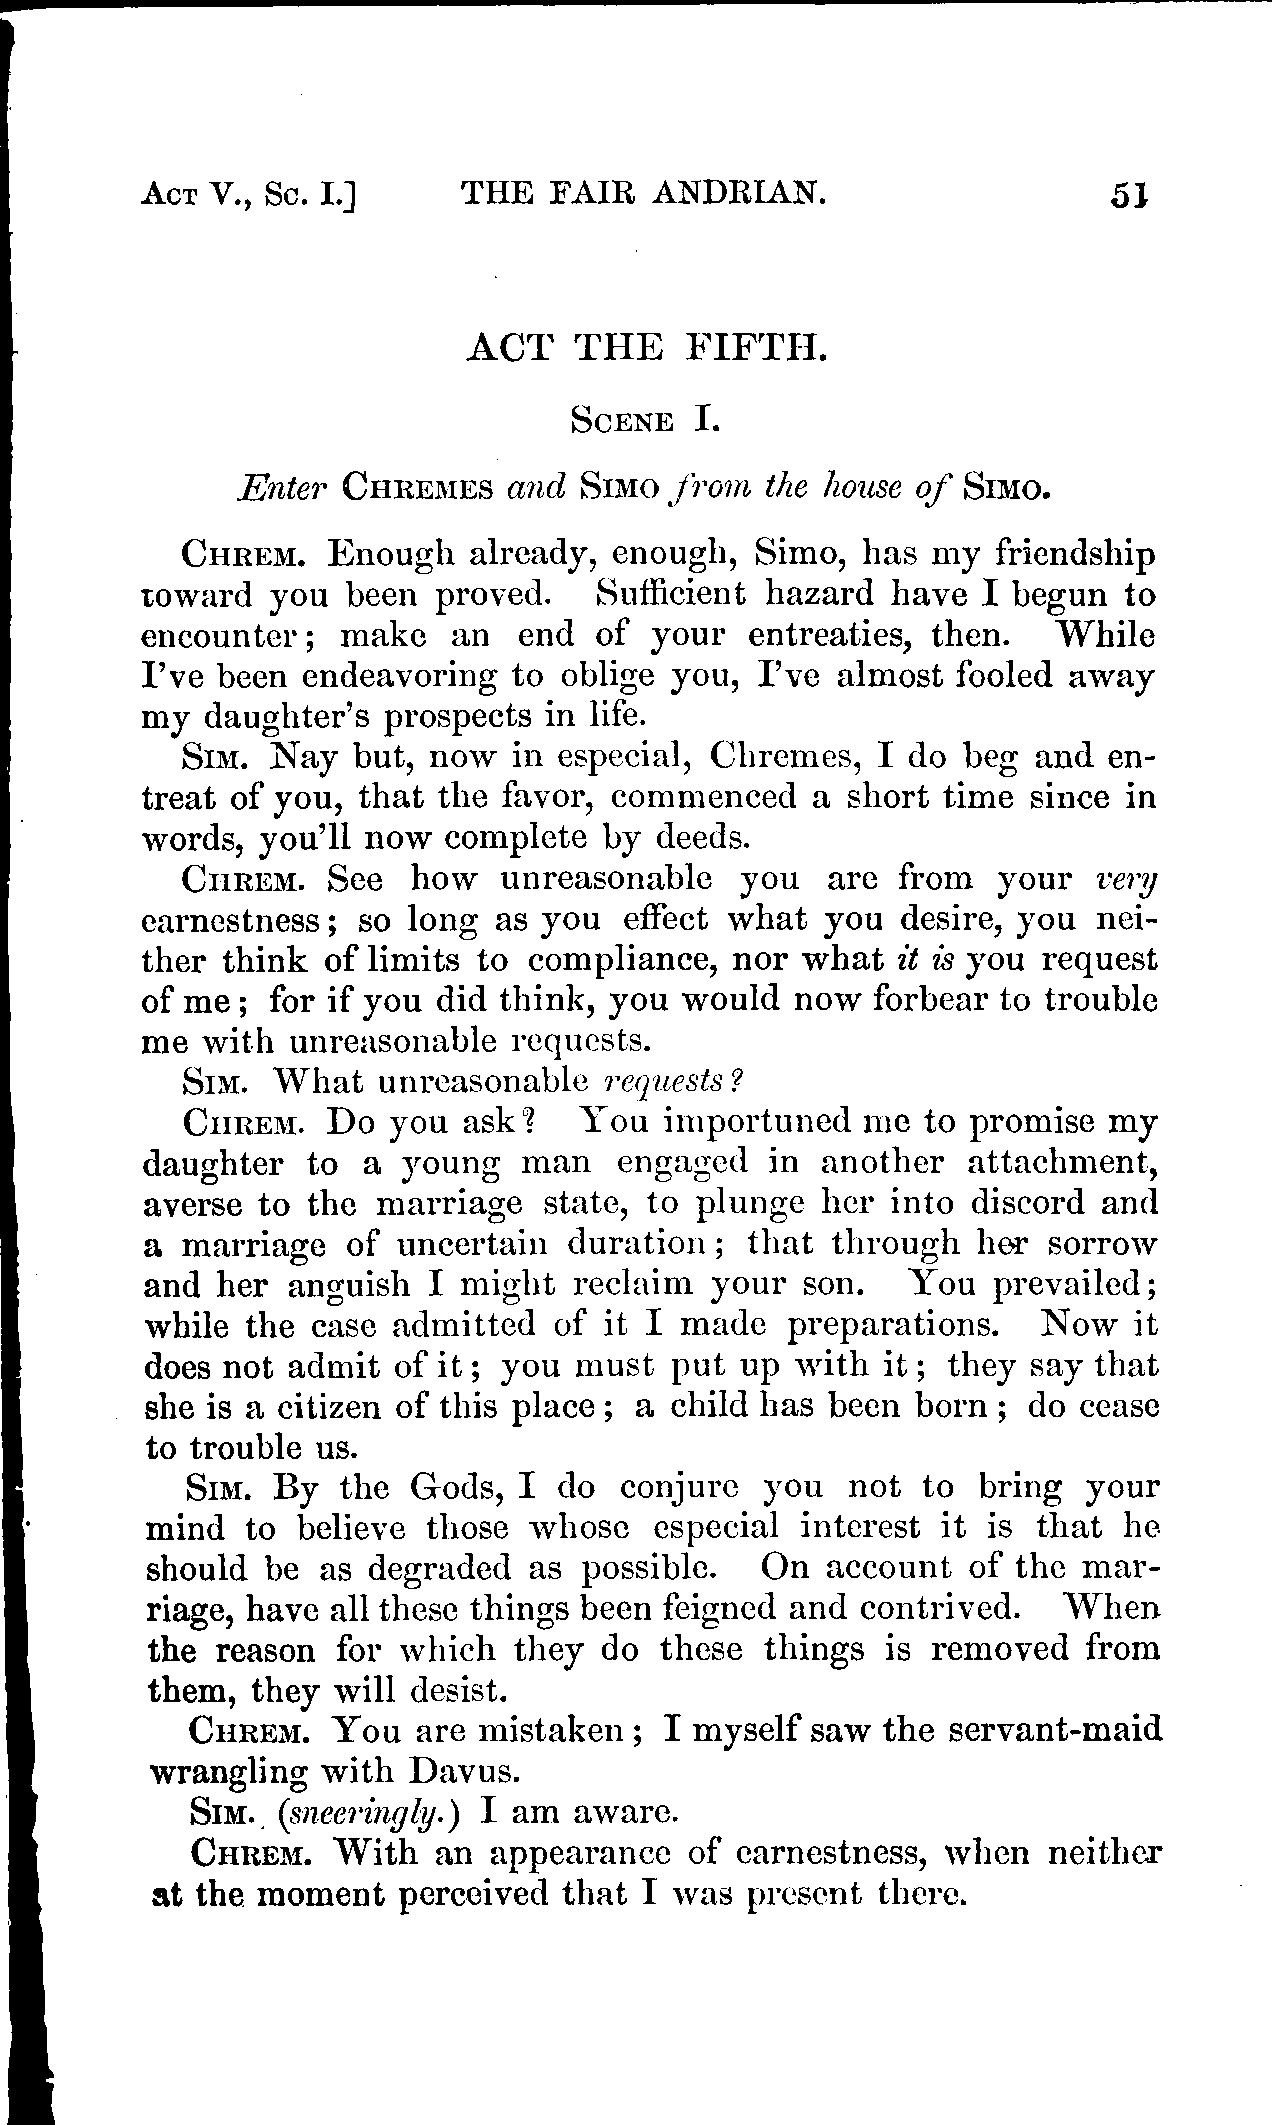 ACT V., SC. I.] THE FAIR ANDRIAN. 51
ACT THE FIFTH.
SCENE I.
Enter CHREMES and SIMO from the house of SIMO.
CHREM. Enough already, enough, Simo, has my friendship
toward you been proved. Sufficient hazard have I begun to
encounter; make an end of your entreaties, then. While
I've been endeavoring to oblige you, I've almost fooled away
my daughter's prospects in life.
SIM. Nay but, now in especial, Chremes, I do beg and en-
treat of you, that the favor, commenced a short time since in
words, you'll now complete by deeds.
CHREM. See how unreasonable you are from your very
earnestness; so long as you effect what you desire, you nei-
ther think of limits to compliance, nor what it is you request
of me; for if you did think, you would now forbear to trouble
me with unreasonable requests.
SIM. What unreasonable requests?
CHREM. Do you ask? You importuned me to promise my
daughter to a young man engaged in another attachment,
averse to the marriage state, to plunge her into discord and
a marriage of uncertain duration; that through her sorrow
and her anguish I might reclaim your son. You prevailed;
while the case admitted of it I made preparations. Now it
does not admit of it; you must put up with it; they say that
she is a citizen of this place; a child has been born; do cease
to trouble us.
SIM. By the Gods, I do conjure you not to bring your
mind to believe those whose especial interest it is that he
should be as degraded as possible. On account of the mar-
riage, have all these things been feigned and contrived. When
the reason for which they do these things is removed from
them, they will desist.
CHREM. You are mistaken; I myself saw the servant-maid
wrangling with Davus.
SIM. (sneeringly.) I am aware.
CHREM. With an appearance of earnestness, when neither
at the moment perceived that I was present there.